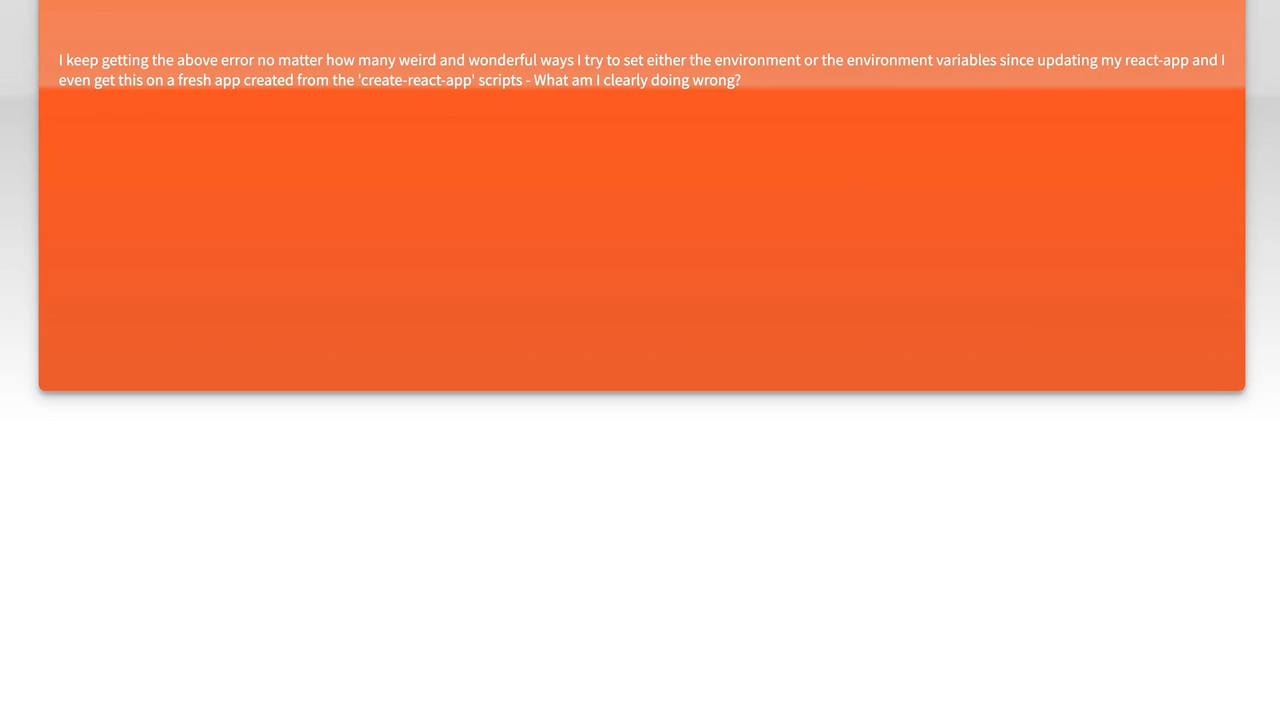 I keep getting the above error no matter how many weird and wonderful ways I try to set either the environment or the environment variables since updating my react-app and I
even get this on a fresh app created from the 'create-react-app' scripts - What am I clearly doing wrong?